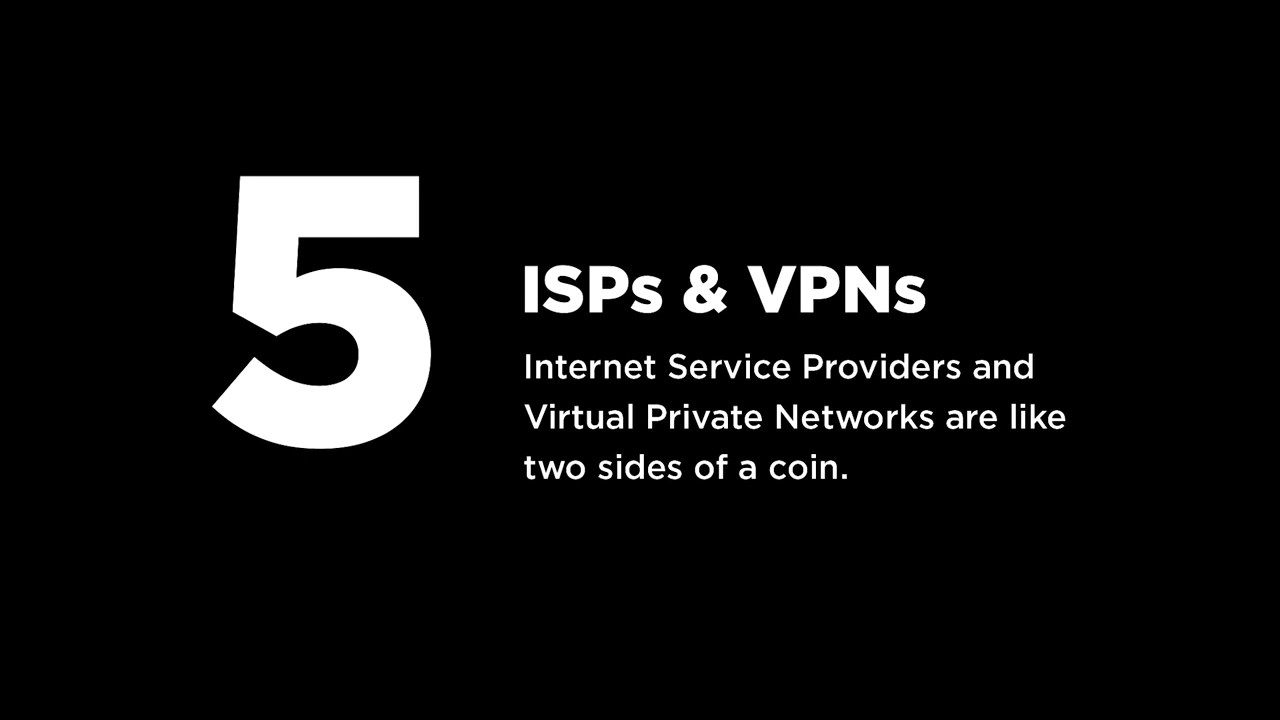 5
ISPs & VPNs
Internet Service Providers and
Virtual Private Networks are like
two sides of a coin.